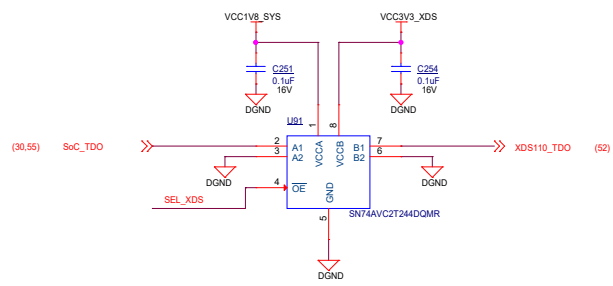 VCC1V8_SYS
VCC3V3_XDS
C251
0.1uF
16V
DGND
C254
0.1uF
16V
DGND
U91
1
8
(30,55)
SoC_TDO
2
A1
VCCA
VCCB
B1
7
XDS110_TDO
(52)
3
A2
B2
6
DGND
DGND
SEL_XDS
4
OE
GND
5
SN74AVC2T244DQMR
DGND